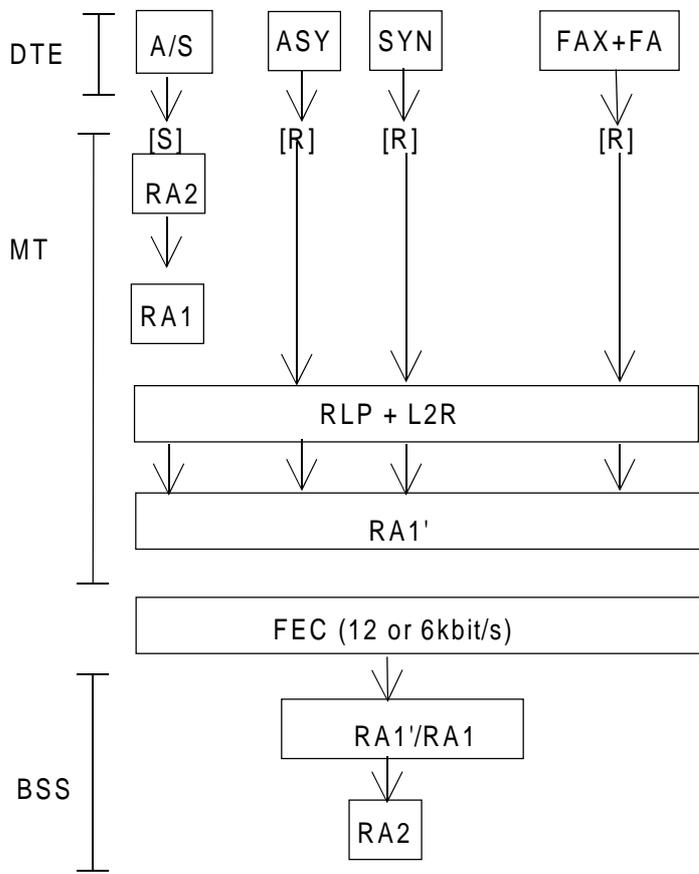 DTE
A/S
ASY
SYN
FAX+FA
[S]
[R]
[R]
[R]
MT
RA2
RA1
RLP + L2R
RA1'
FEC (12 or 6kbit/s)
BSS
RA1'/RA1
RA2